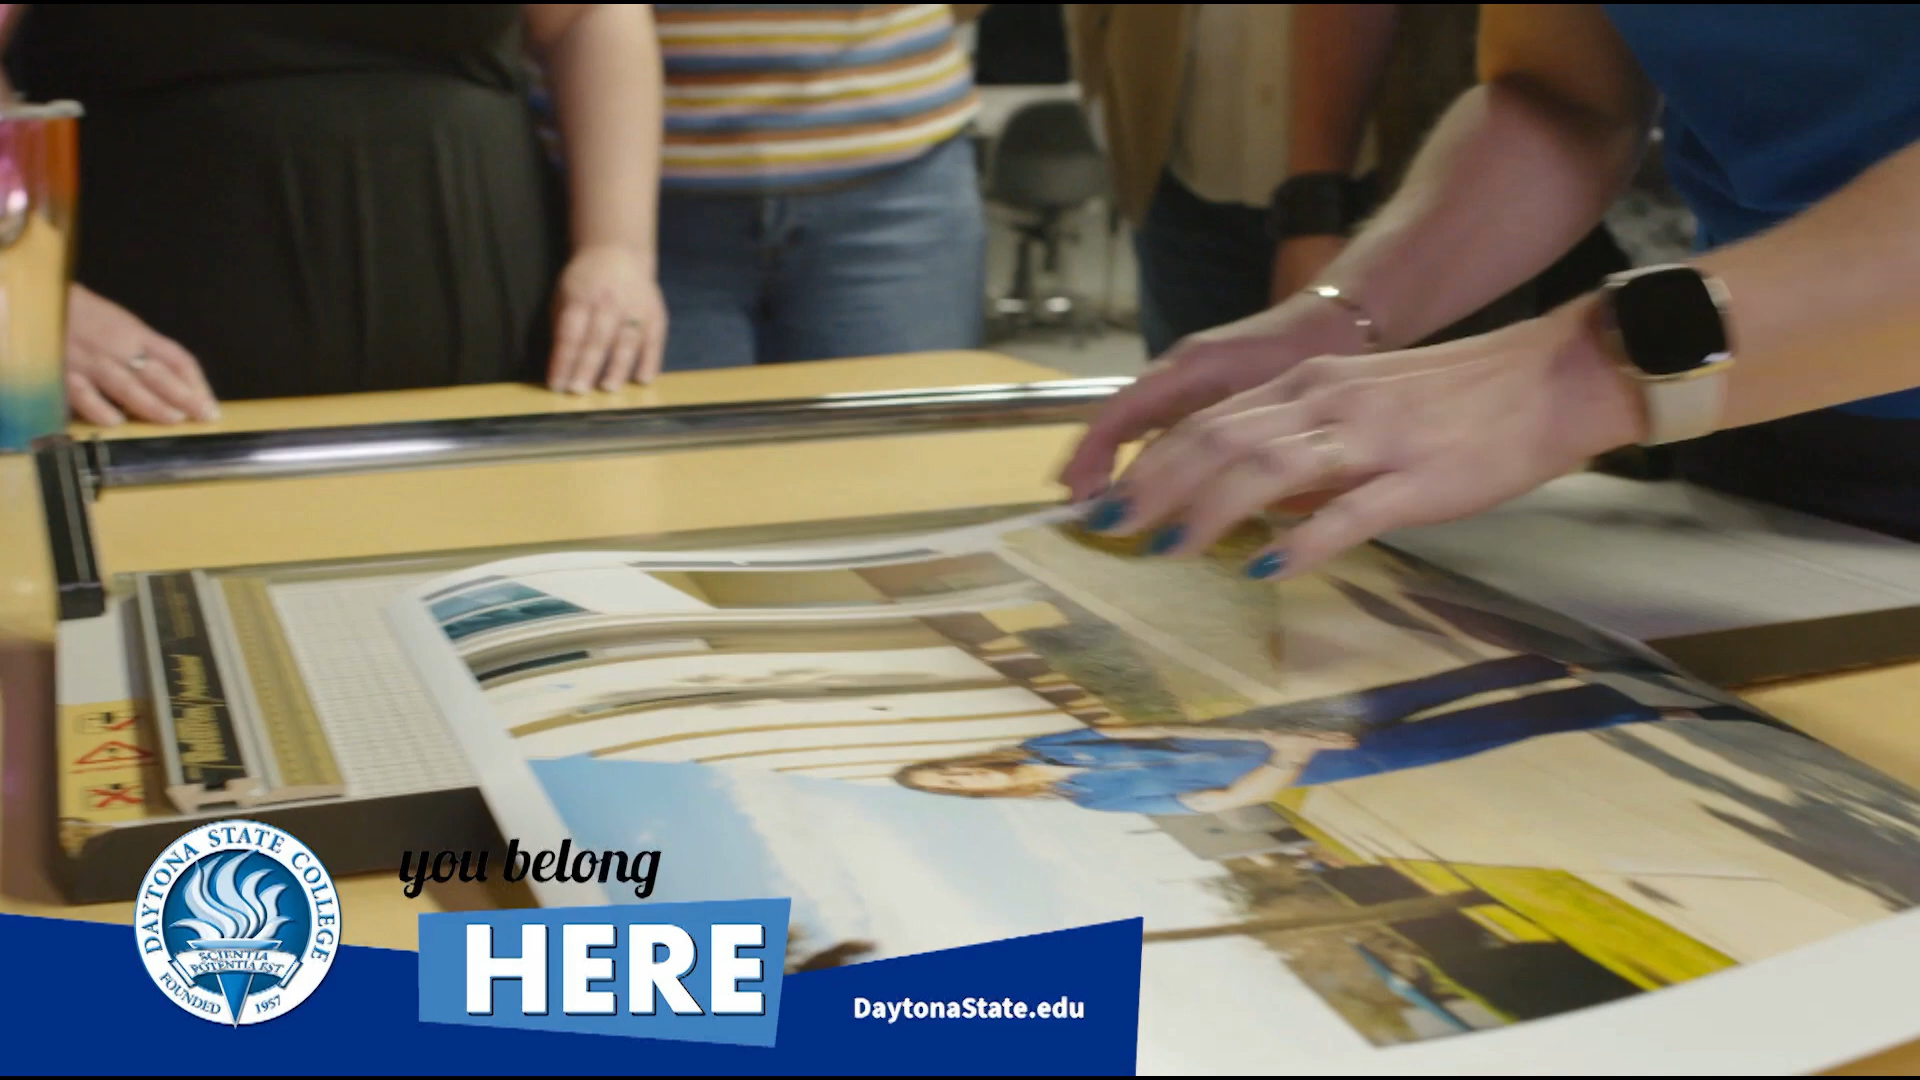 DAYTONA STATE COLLEGE
SCIENTIA
POTENTIA EST
FOUNDED 1957
you belong
HERE
DaytonaState.edu